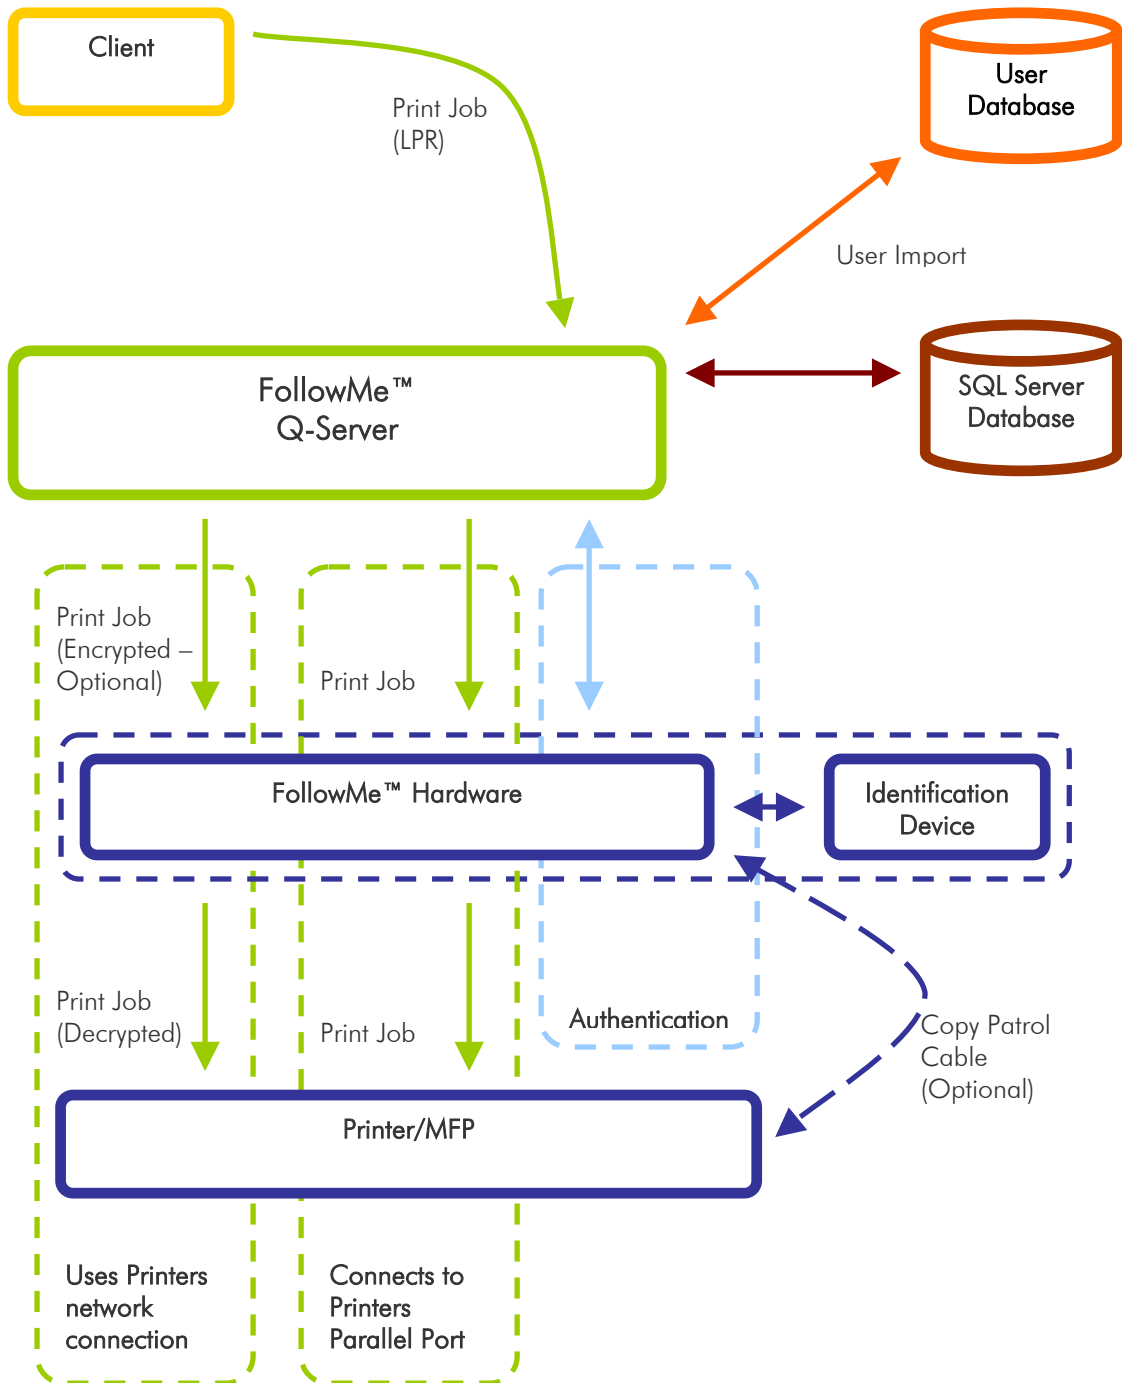 Client
Print Job
(LPR)
User
Database
User Import
FollowMe™
Q-Server
SQL Server
Database
Print Job
(Encrypted –
Optional)
Print Job
FollowMe™ Hardware
Identification
Device
Print Job
(Decrypted)
Print Job
Authentication
Copy Patrol
Cable
(Optional)
Printer/MFP
Uses Printers
network
connection
Connects to
Printers
Parallel Port